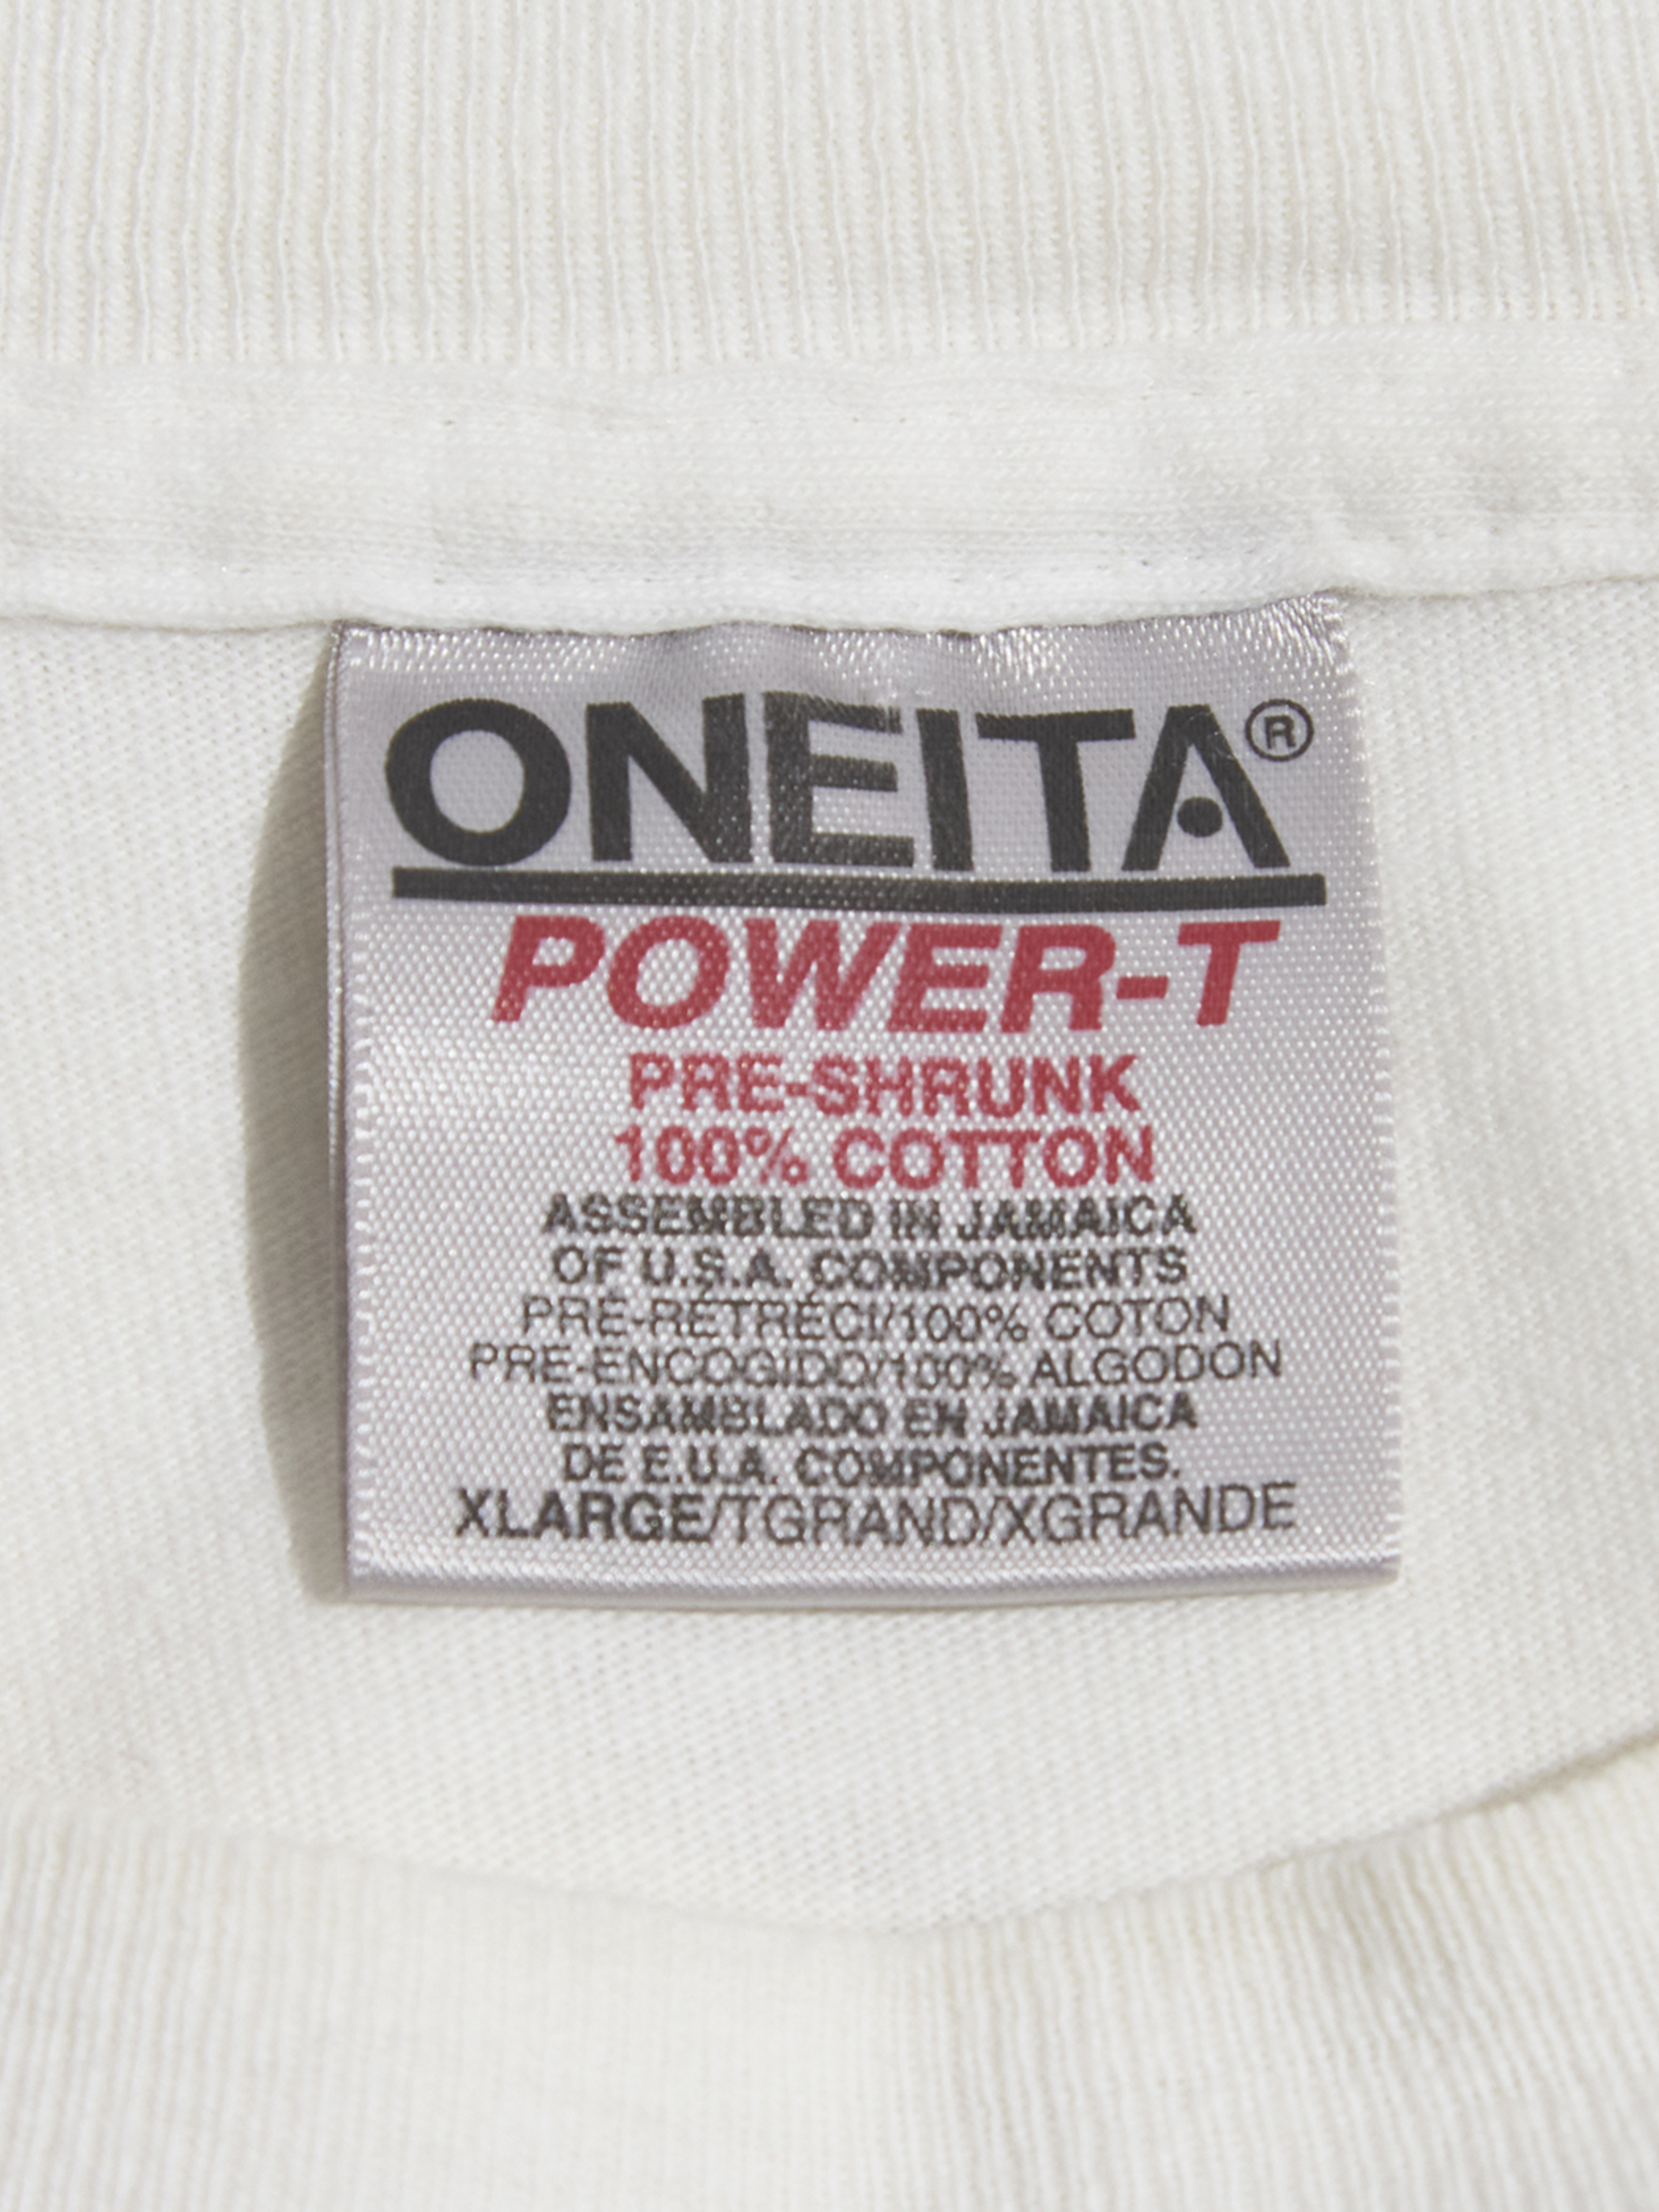 ONEITA®
POWER-T
PRE-SHRUNK
100% COTTON
ASSEMBLED IN JAMAICA
OF U.S.A. COMPONENTS
PRÉ-RÉTRÉCI/100% COTON
PRE-ENCOGIDO/100% ALGODON
ENSAMBLADO EN JAMAICA
DE E.U.A. COMPONENTES.
XLARGE/TGRAND/XGRANDE